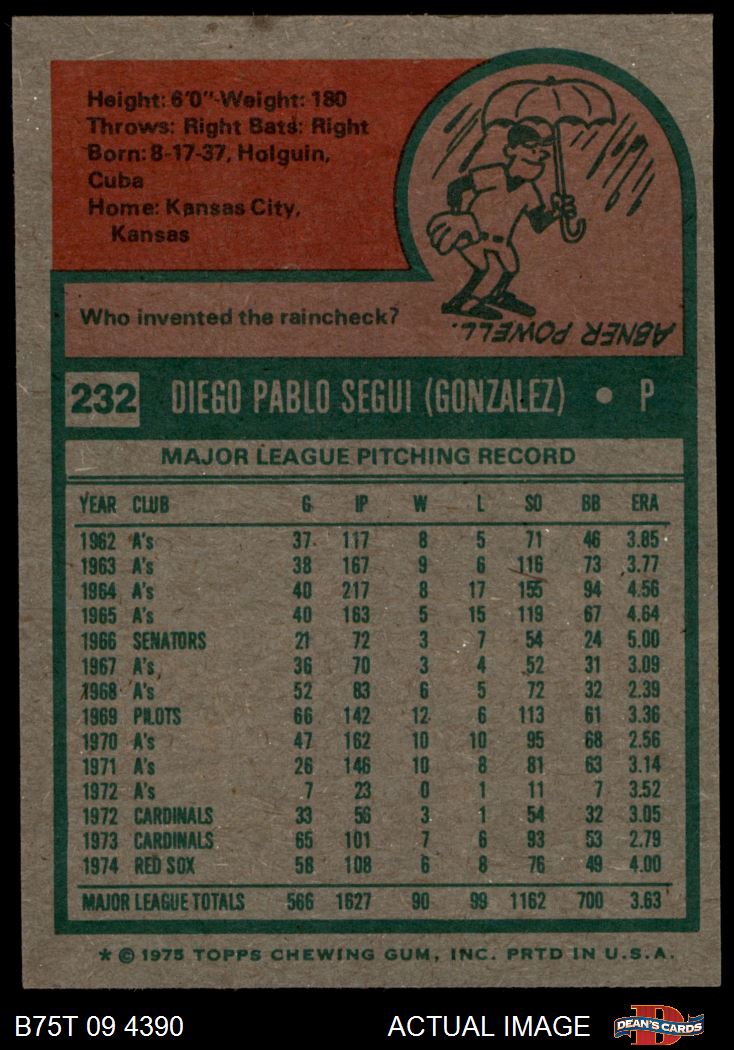 Height: 6'0"-Weight: 180
Throws: Right Bats: Right
Born: 8-17-37, Holguin,
Cuba
Home: Kansas City,
Kansas
Who invented the raincheck?
ABNER POWELL.
232 DIEGO PABLO SEGUI (GONZALEZ) • P
MAJOR LEAGUE PITCHING RECORD
YEAR CLUB G IP W L SO BB ERA
1962 A's 37 117 8 5 71 46 3.85
1963 A's 38 167 9 6 116 73 3.77
1964 A's 40 217 8 17 155 94 4.56
1965 A's 40 163 5 15 119 67 4.64
1966 SENATORS 21 72 3 7 54 24 5.00
1967 A's 36 70 3 4 52 31 3.09
1968 A's 52 83 6 5 72 32 2.39
1969 PILOTS 66 142 12 6 113 61 3.36
1970 A's 47 162 10 10 95 68 2.56
1971 A's 26 146 10 8 81 63 3.14
1972 A's 7 23 0 1 11 7 3.52
1972 CARDINALS 33 56 3 1 54 32 3.05
1973 CARDINALS 65 101 7 6 93 53 2.79
1974 RED SOX 58 108 6 8 76 49 4.00
MAJOR LEAGUE TOTALS 566 1627 90 99 1162 700 3.63
* © 1975 TOPPS CHEWING GUM, INC. PRTD IN U.S.A.
B75T 09 4390 ACTUAL IMAGE DEAN'S CARDS